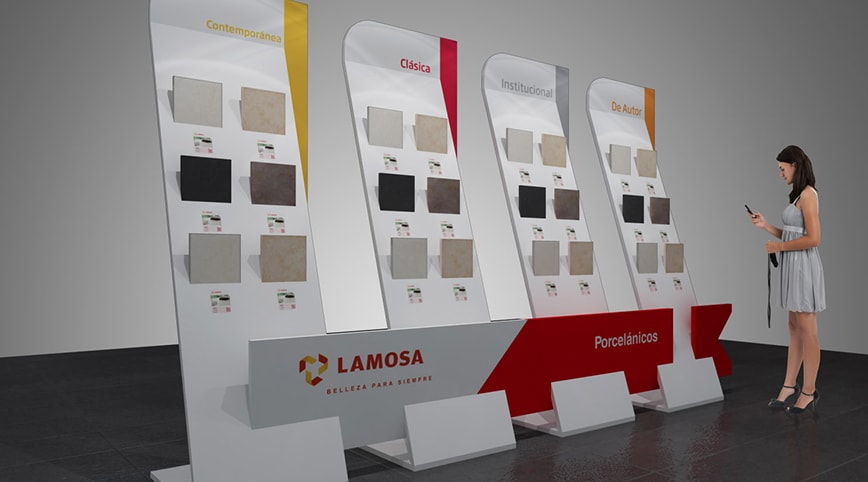 Contemporánea
Clásica
Institucional
De Autor
LAMOSA
BELLEZA PARA SIEMPRE
Porcelánicos